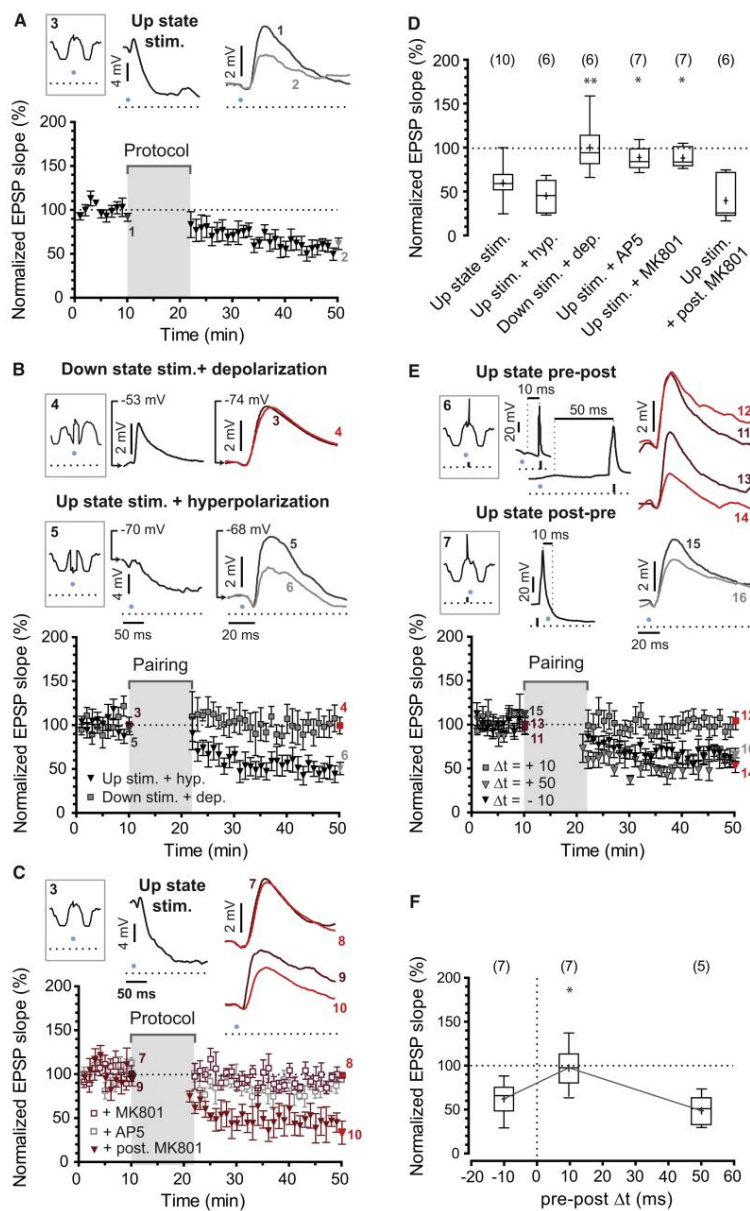 A
3
Up state
stim.
4 mV
2 mV
1
2
Normalized EPSP slope (%)
200
150
100
50
0
Protocol
1
2
0 10 20 30 40 50
Time (min)
B
Down state stim.+ depolarization
4
-53 mV
2 mV
-74 mV
2 mV
3
4
Up state stim. + hyperpolarization
5
-70 mV
4 mV
-68 mV
2 mV
5
6
50 ms
20 ms
Normalized EPSP slope (%)
200
150
100
50
0
Pairing
3
5
4
6
Up stim. + hyp.
Down stim. + dep.
0 10 20 30 40 50
Time (min)
C
3
Up state
stim.
4 mV
50 ms
2 mV
7
8
9
10
Normalized EPSP slope (%)
200
150
100
50
0
Protocol
7
9
8
10
+ MK801
+ AP5
+ post. MK801
0 10 20 30 40 50
Time (min)
D
Normalized EPSP slope (%)
200
150
100
50
0
(10) (6) (6) (7) (7) (6)
** * *
Up state stim.
Up stim. + hyp.
Down stim. + dep.
Up stim. + AP5
Up stim. + MK801
Up stim.
+ post. MK801
E
Up state pre-post
6
10 ms
20 mV
50 ms
2 mV
12
11
13
14
Up state post-pre
7
10 ms
20 mV
2 mV
15
16
20 ms
Normalized EPSP slope (%)
200
150
100
50
0
Pairing
15
13
11
12
16
14
Δt = + 10
Δt = + 50
Δt = - 10
0 10 20 30 40 50
Time (min)
F
Normalized EPSP slope (%)
200
150
100
50
0
(7) (7) (5)
*
-20 -10 0 10 20 30 40 50 60
pre-post Δt (ms)